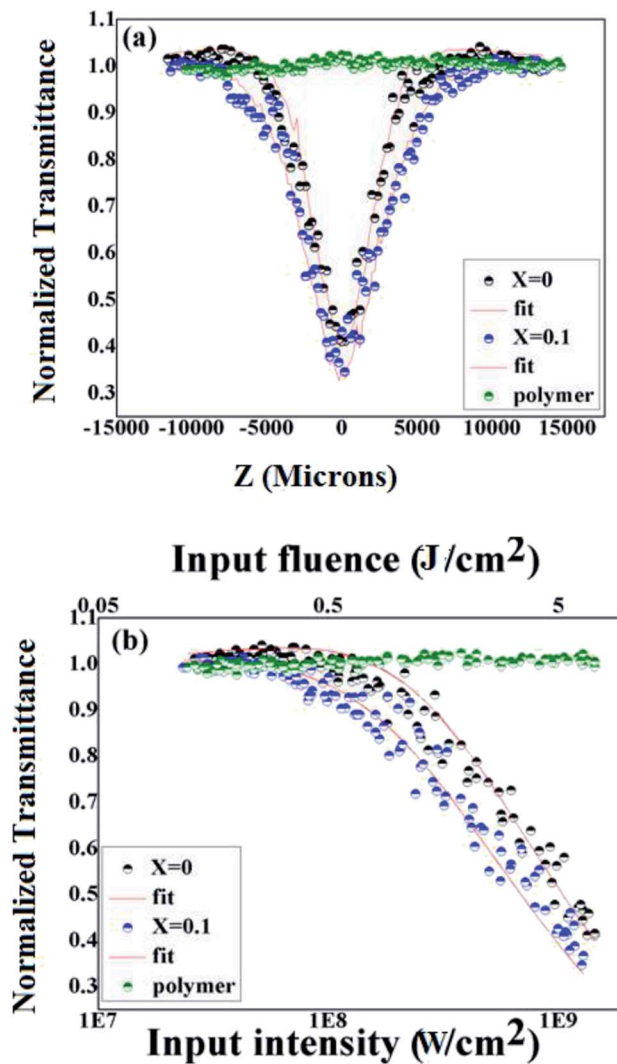 1.1
(a)
1.0
0.9
0.8
0.7
0.6
0.5
0.4
0.3
Normalized Transmittance
X=0
fit
X=0.1
fit
polymer
-15000 -10000 -5000 0 5000 10000 15000
Z (Microns)
Input fluence (J/cm²)
0.05 0.5 5
1.1
(b)
1.0
0.9
0.8
0.7
0.6
0.5
0.4
0.3
Normalized Transmittance
X=0
fit
X=0.1
fit
polymer
1E7 1E8 1E9
Input intensity (W/cm²)